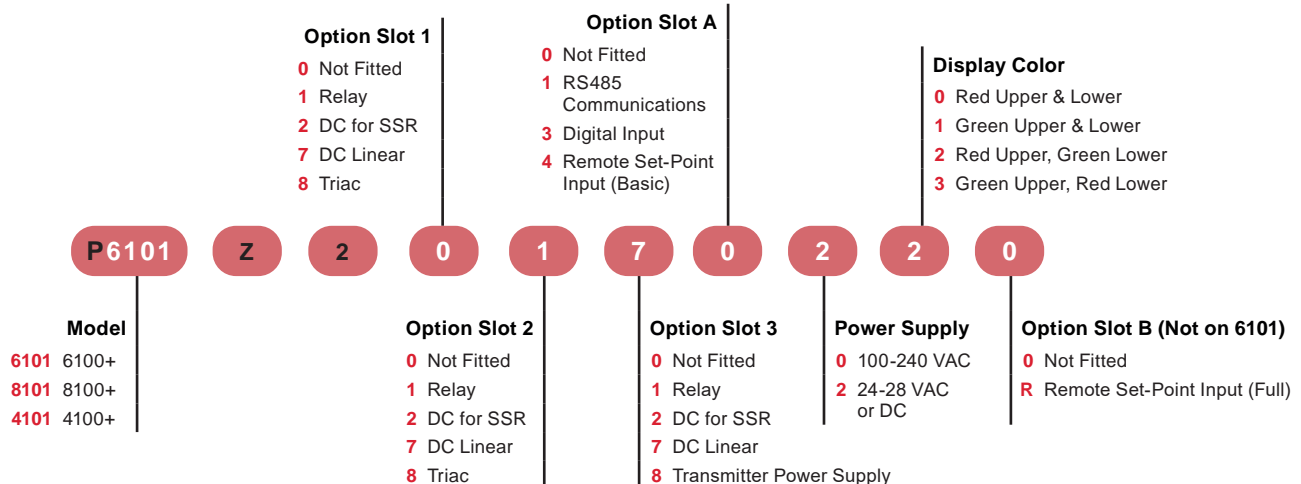 Option Slot 1
0 Not Fitted
1 Relay
2 DC for SSR
7 DC Linear
8 Triac
Option Slot A
0 Not Fitted
1 RS485
Communications
3 Digital Input
4 Remote Set-Point
Input (Basic)
Display Color
0 Red Upper & Lower
1 Green Upper & Lower
2 Red Upper, Green Lower
3 Green Upper, Red Lower
P6101 Z 2 0 1 7 0 2 2 0
Model
6101 6100+
8101 8100+
4101 4100+
Option Slot 2
0 Not Fitted
1 Relay
2 DC for SSR
7 DC Linear
8 Triac
Option Slot 3
0 Not Fitted
1 Relay
2 DC for SSR
7 DC Linear
8 Transmitter Power Supply
Power Supply
0 100-240 VAC
2 24-28 VAC
or DC
Option Slot B (Not on 6101)
0 Not Fitted
R Remote Set-Point Input (Full)